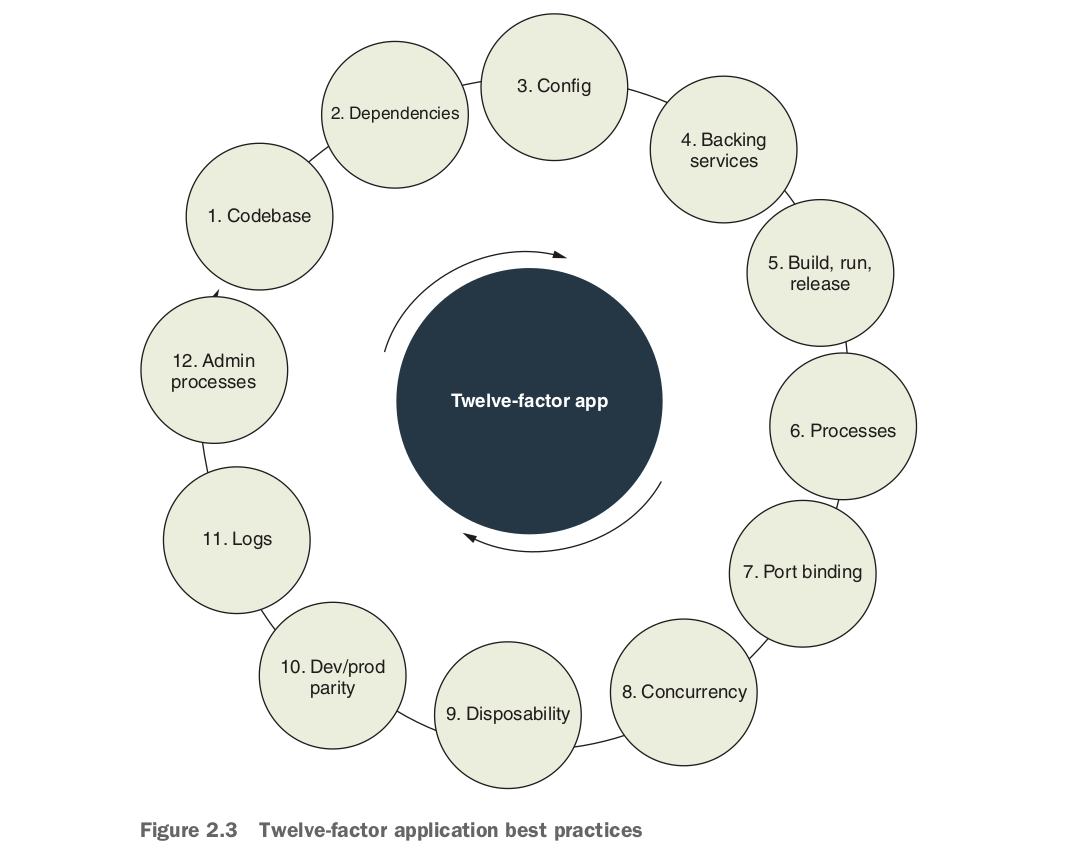 3. Config
2. Dependencies
4. Backing
services
1. Codebase
5. Build, run,
release
12. Admin
processes
Twelve-factor app
6. Processes
11. Logs
7. Port binding
10. Dev/prod
parity
9. Disposability
8. Concurrency
Figure 2.3 Twelve-factor application best practices